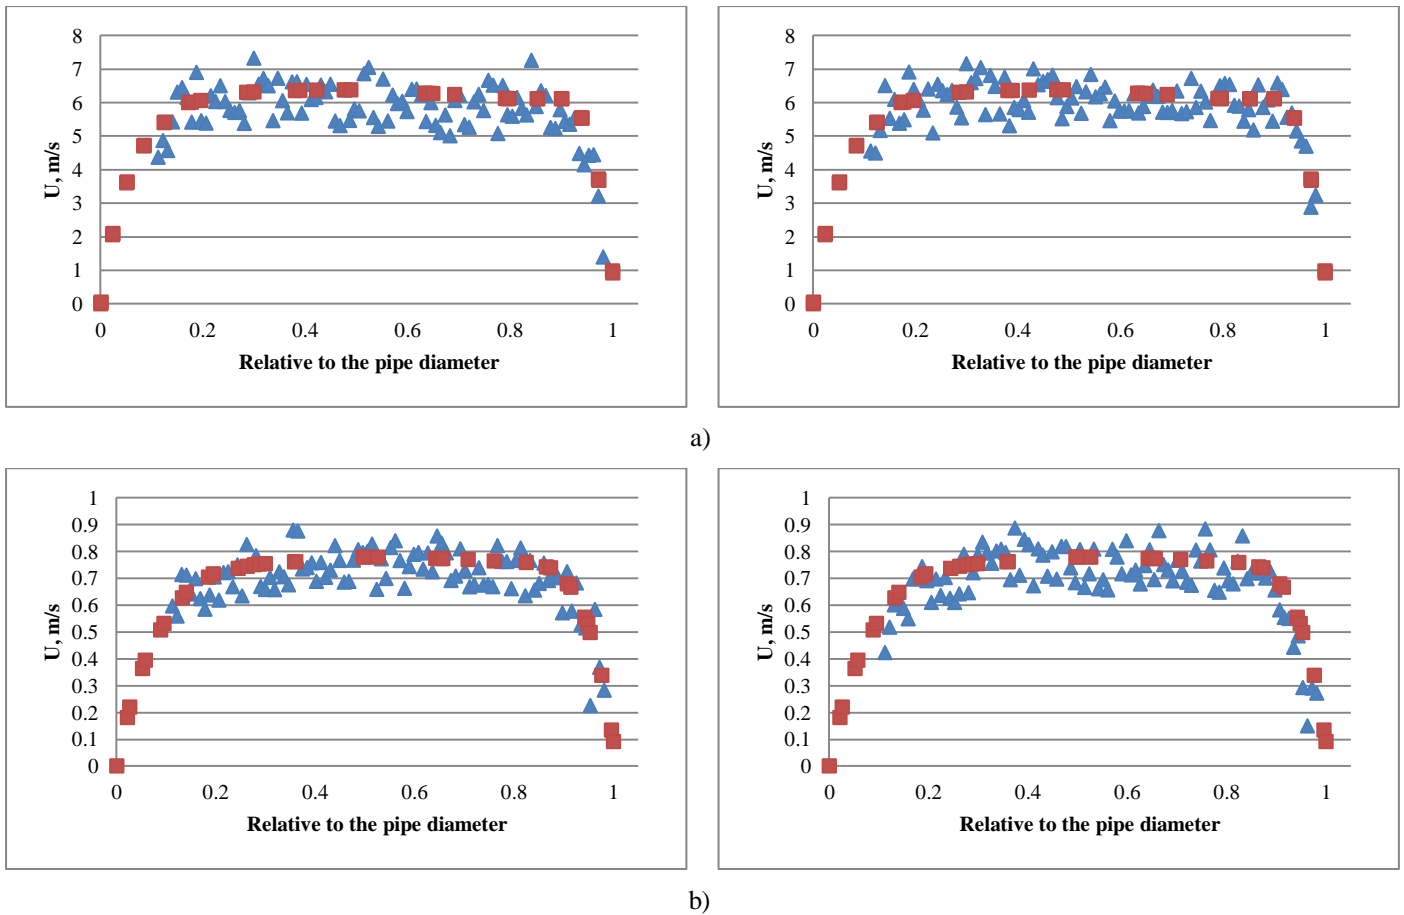 8
7
6
5
4
3
2
1
0
U, m/s
0 0.2 0.4 0.6 0.8 1
Relative to the pipe diameter
8
7
6
5
4
3
2
1
0
U, m/s
0 0.2 0.4 0.6 0.8 1
Relative to the pipe diameter
a)
1
0.9
0.8
0.7
0.6
0.5
0.4
0.3
0.2
0.1
0
U, m/s
0 0.2 0.4 0.6 0.8 1
Relative to the pipe diameter
1
0.9
0.8
0.7
0.6
0.5
0.4
0.3
0.2
0.1
0
U, m/s
0 0.2 0.4 0.6 0.8 1
Relative to the pipe diameter
b)